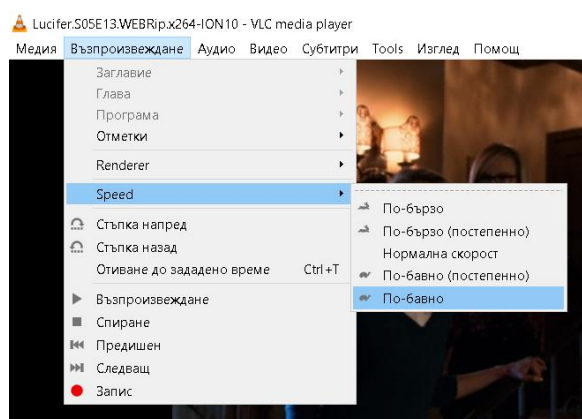 Lucifer.S05E13.WEBRip.x264-ION10 - VLC media player
Медия Възпроизвеждане Аудио Видео Субтитри Tools Изглед Помощ
Заглавие
Глава
Програма
Отметки
Renderer
Speed
По-бързо
По-бързо (постепенно)
Нормална скорост
По-бавно (постепенно)
По-бавно
Стъпка напред
Стъпка назад
Отиване до зададено време Ctrl+T
Възпроизвеждане
Спиране
Предишен
Следващ
Запис